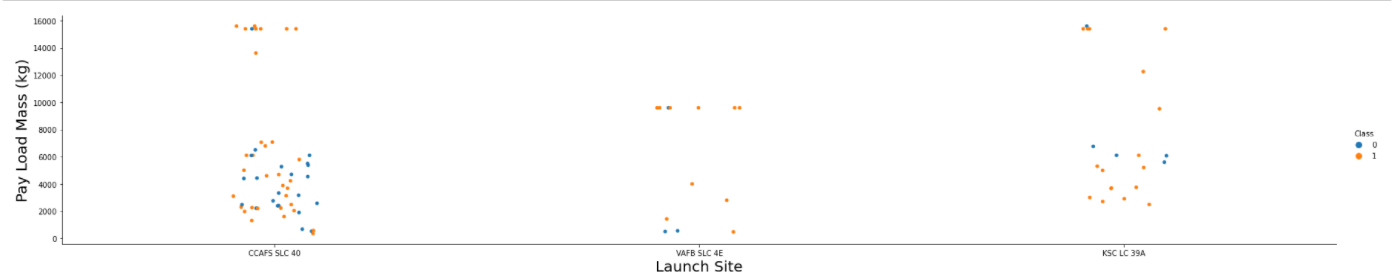 16000
14000
12000
10000
8000
6000
4000
2000
0
Pay Load Mass (kg)
CCAFS SLC 40
VAFB SLC 4E
KSC LC 39A
Launch Site
Class
0
1